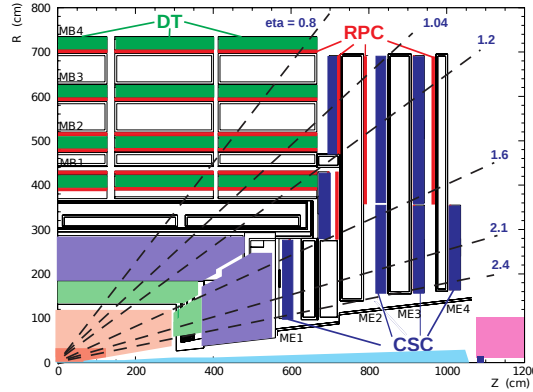 R (cm)
800
700
600
500
400
300
200
100
0
0
200
400
600
800
1000
1200
Z (cm)
MB4
MB3
MB2
MB1
DT
eta = 0.8
RPC
1.04
1.2
1.6
2.1
2.4
ME1
ME2
ME3
ME4
CSC